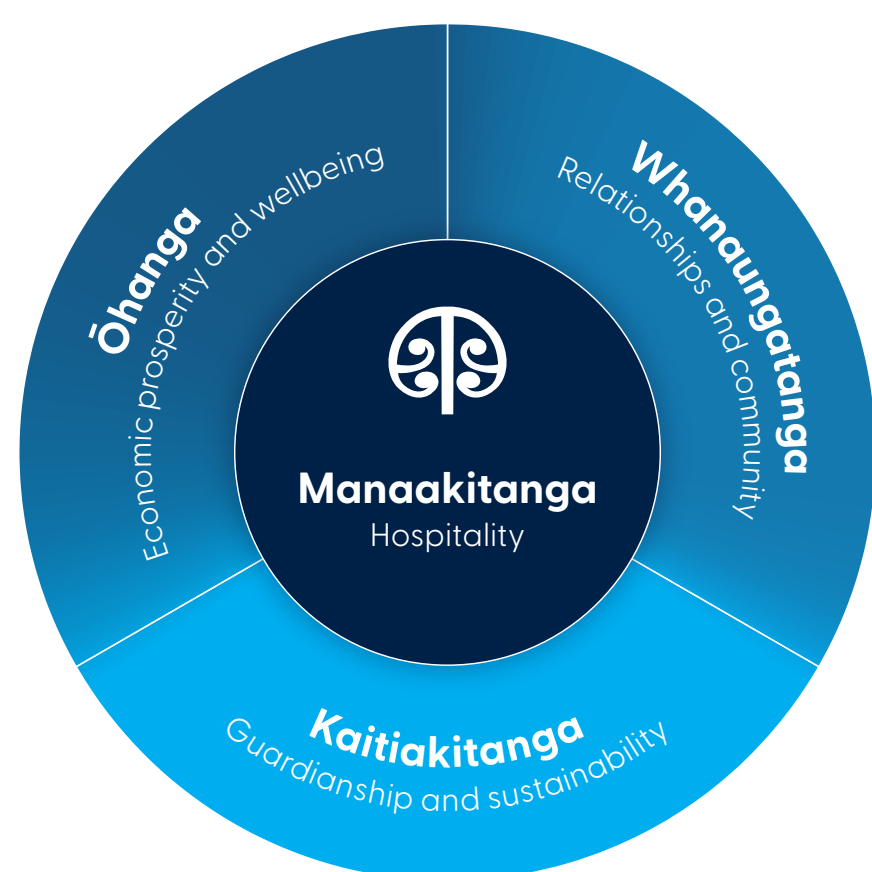 Ōhanga
Economic prosperity and wellbeing
Whanaungatanga
Relationships and community
Manaakitanga
Hospitality
Kaitiakitanga
Guardianship and sustainability